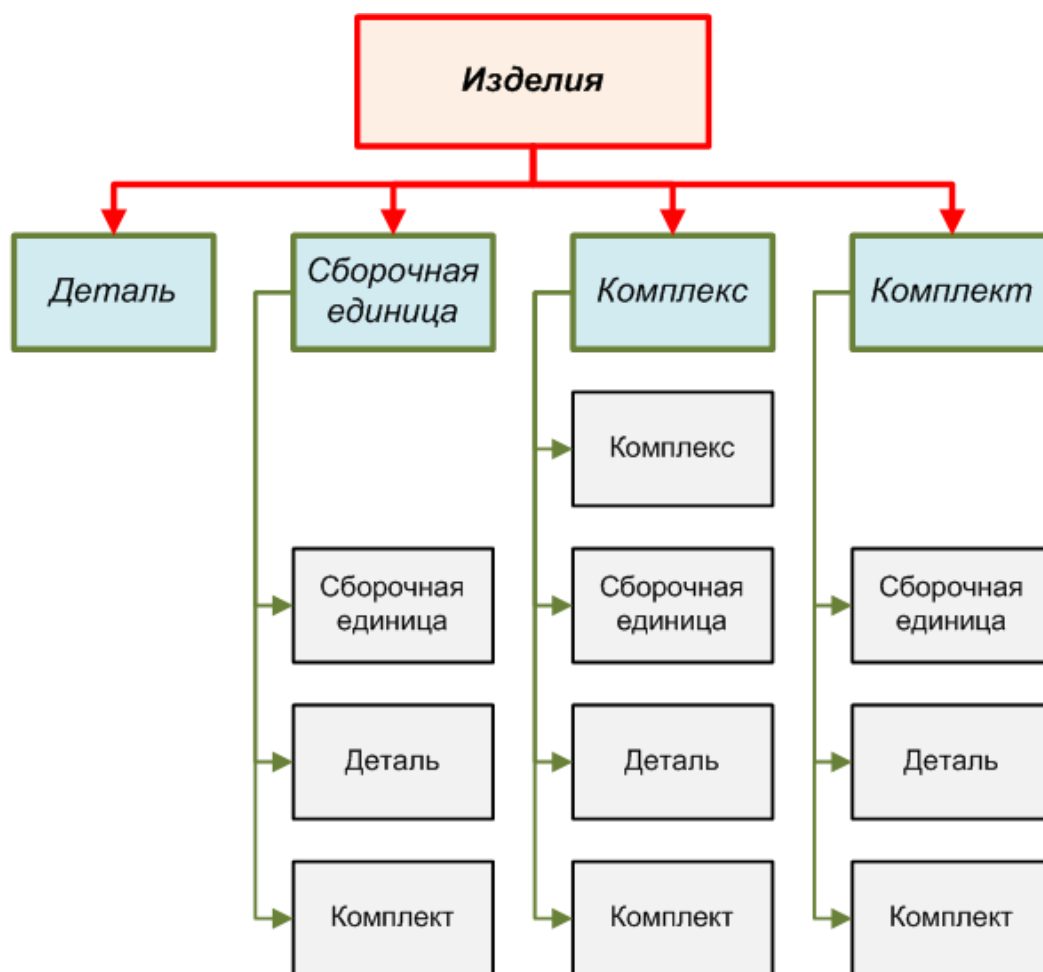 Изделия
Деталь
Сборочная
единица
Комплекс
Комплект
Комплекс
Сборочная
единица
Сборочная
единица
Сборочная
единица
Деталь
Деталь
Деталь
Комплект
Комплект
Комплект